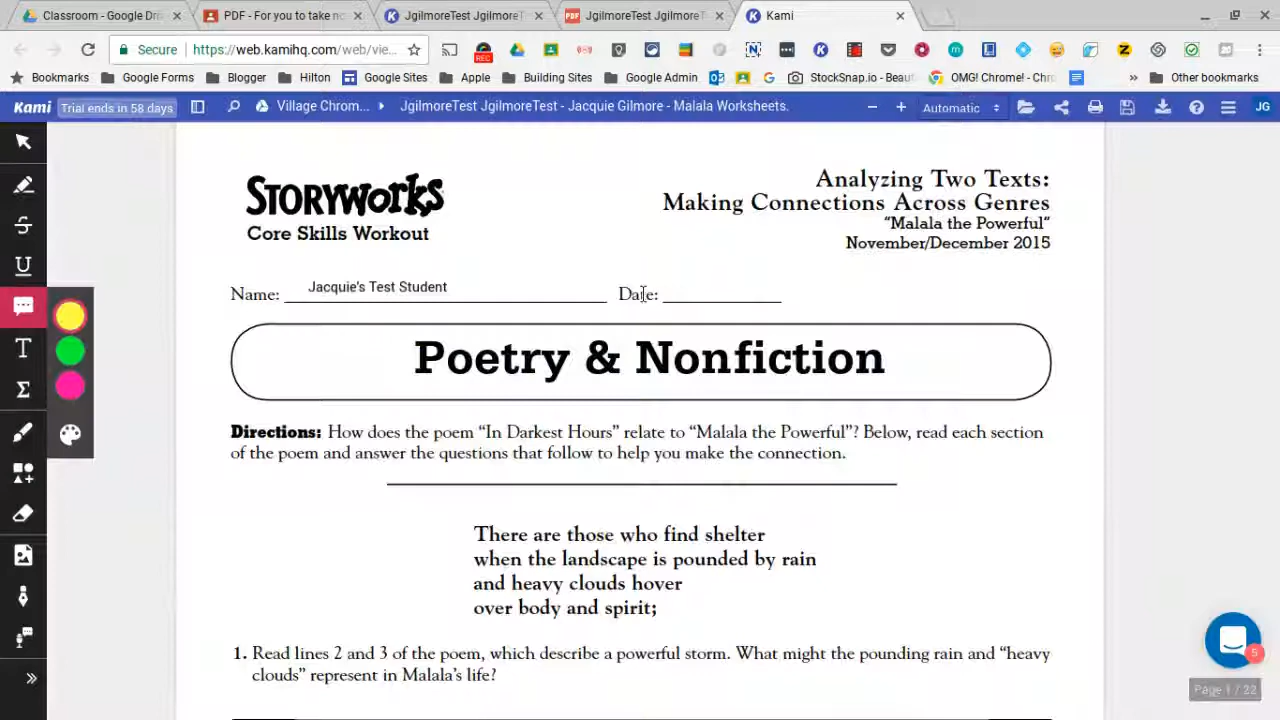 Classroom - Google Dr
PDF - For you to take no
JgilmoreTest JgilmoreTest
JgilmoreTest JgilmoreT
Kami
Secure
https://web.kamihq.com/web/vie...
REC
Bookmarks
Google Forms
Blogger
Hilton
Google Sites
Apple
Building Sites
Google Admin
StockSnap.io - Beau
OMG! Chrome! - Chr
Other bookmarks
Kami
Trial ends in 58 days
Village Chrom...
JgilmoreTest JgilmoreTest - Jacquie Gilmore - Malala Worksheets.
Automatic
JG
STORYWORKS
Core Skills Workout
Analyzing Two Texts:
Making Connections Across Genres
“Malala the Powerful”
November/December 2015
Name: Jacquie's Test Student Date:
Poetry & Nonfiction
Directions: How does the poem “In Darkest Hours” relate to “Malala the Powerful”? Below, read each section
of the poem and answer the questions that follow to help you make the connection.
There are those who find shelter
when the landscape is pounded by rain
and heavy clouds hover
over body and spirit;
1. Read lines 2 and 3 of the poem, which describe a powerful storm. What might the pounding rain and “heavy
clouds” represent in Malala’s life?
5
Page 1 / 22